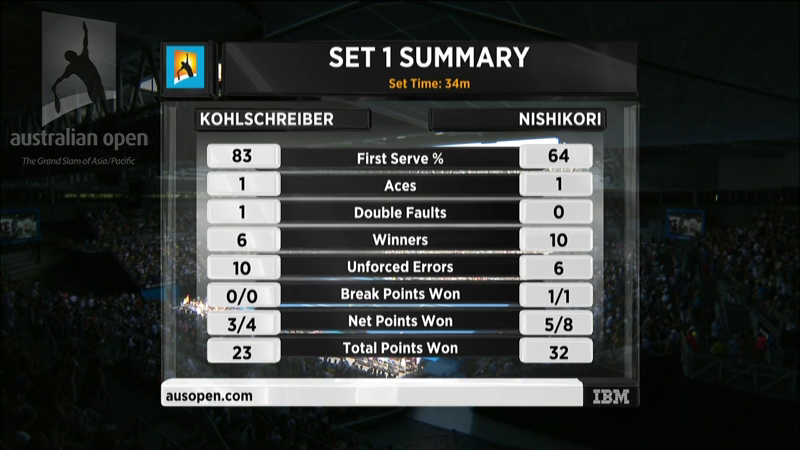 australian open
The Grand Slam of Asia/Pacific
SET 1 SUMMARY
Set Time: 34m
KOHLSCHREIBER NISHIKORI
83 First Serve % 64
1 Aces 1
1 Double Faults 0
6 Winners 10
10 Unforced Errors 6
0/0 Break Points Won 1/1
3/4 Net Points Won 5/8
23 Total Points Won 32
ausopen.com IBM